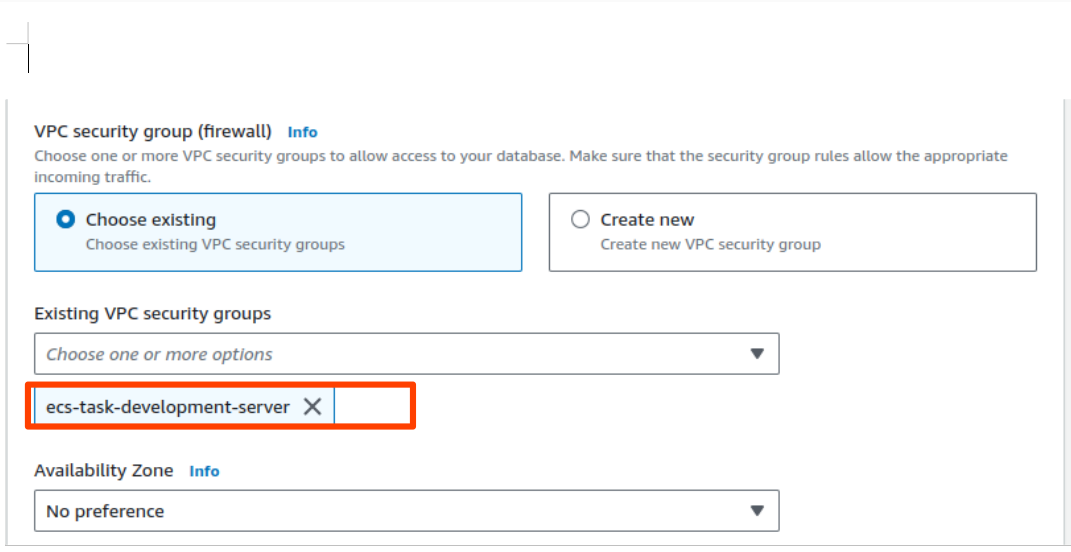 VPC security group (firewall) Info
Choose one or more VPC security groups to allow access to your database. Make sure that the security group rules allow the appropriate
incoming traffic.
Choose existing
Choose existing VPC security groups
Create new
Create new VPC security group
Existing VPC security groups
Choose one or more options
ecs-task-development-server
Availability Zone Info
No preference